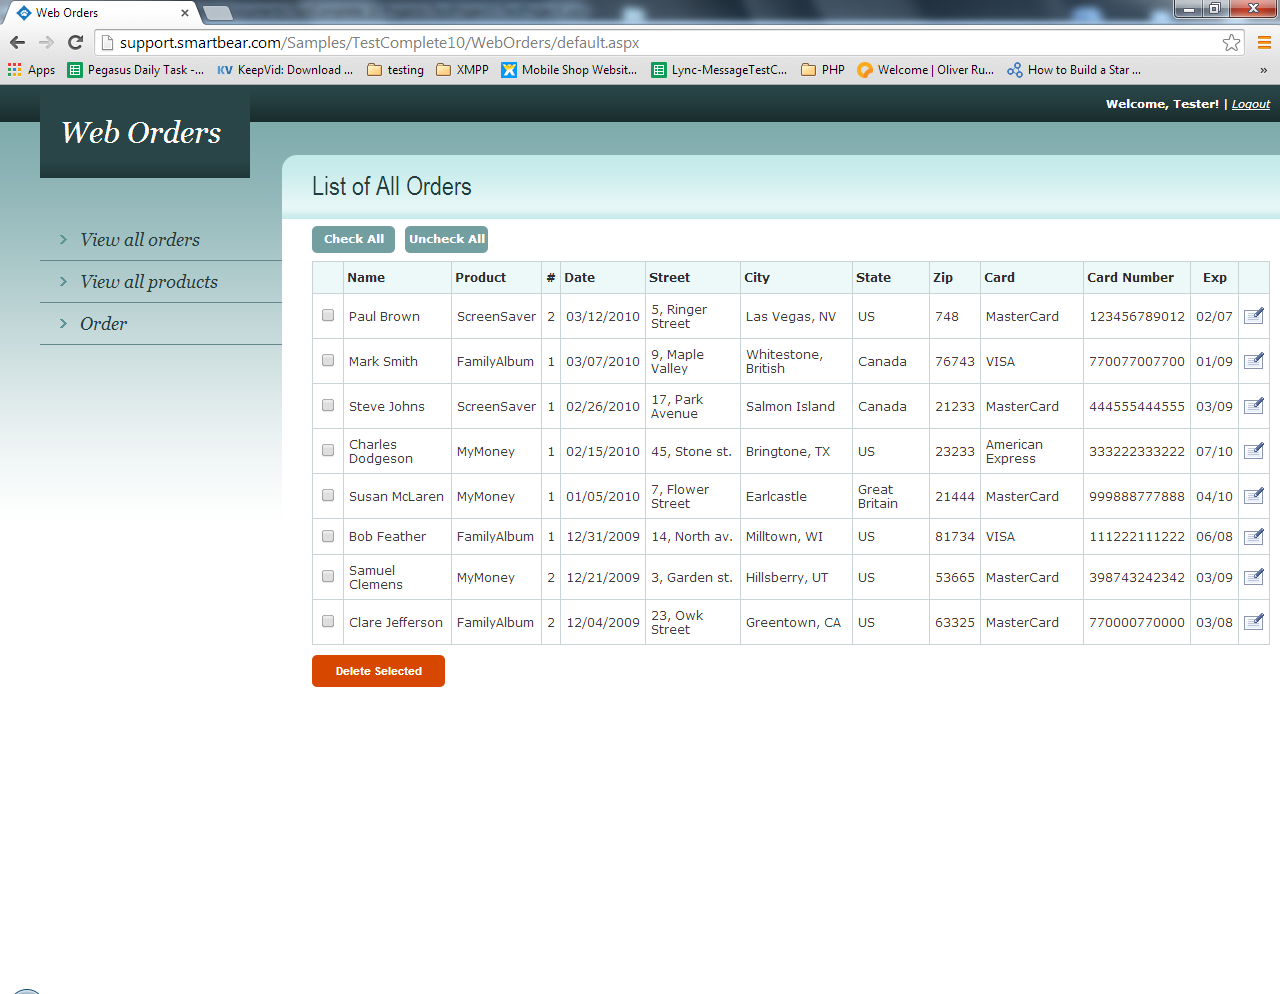 Web Orders
support.smartbear.com/Samples/TestComplete10/WebOrders/default.aspx
Apps Pegasus Daily Task -... KV KeepVid: Download ... testing XMPP Mobile Shop Websit... Lync-MessageTestC... PHP Welcome | Oliver Ru... How to Build a Star ... »
Welcome, Tester! | Logout
Web Orders
List of All Orders
View all orders
View all products
Order
Check All Uncheck All
Name Product # Date Street City State Zip Card Card Number Exp
Paul Brown ScreenSaver 2 03/12/2010 5, Ringer Street Las Vegas, NV US 748 MasterCard 123456789012 02/07
Mark Smith FamilyAlbum 1 03/07/2010 9, Maple Valley Whitestone, British Canada 76743 VISA 770077007700 01/09
Steve Johns ScreenSaver 1 02/26/2010 17, Park Avenue Salmon Island Canada 21233 MasterCard 444555444555 03/09
Charles Dodgeson MyMoney 1 02/15/2010 45, Stone st. Bringtone, TX US 23233 American Express 333222333222 07/10
Susan McLaren MyMoney 1 01/05/2010 7, Flower Street Earlcastle Great Britain 21444 MasterCard 999888777888 04/10
Bob Feather FamilyAlbum 1 12/31/2009 14, North av. Milltown, WI US 81734 VISA 111222111222 06/08
Samuel Clemens MyMoney 2 12/21/2009 3, Garden st. Hillsberry, UT US 53665 MasterCard 398743242342 03/09
Clare Jefferson FamilyAlbum 2 12/04/2009 23, Owk Street Greentown, CA US 63325 MasterCard 770000770000 03/08
Delete Selected